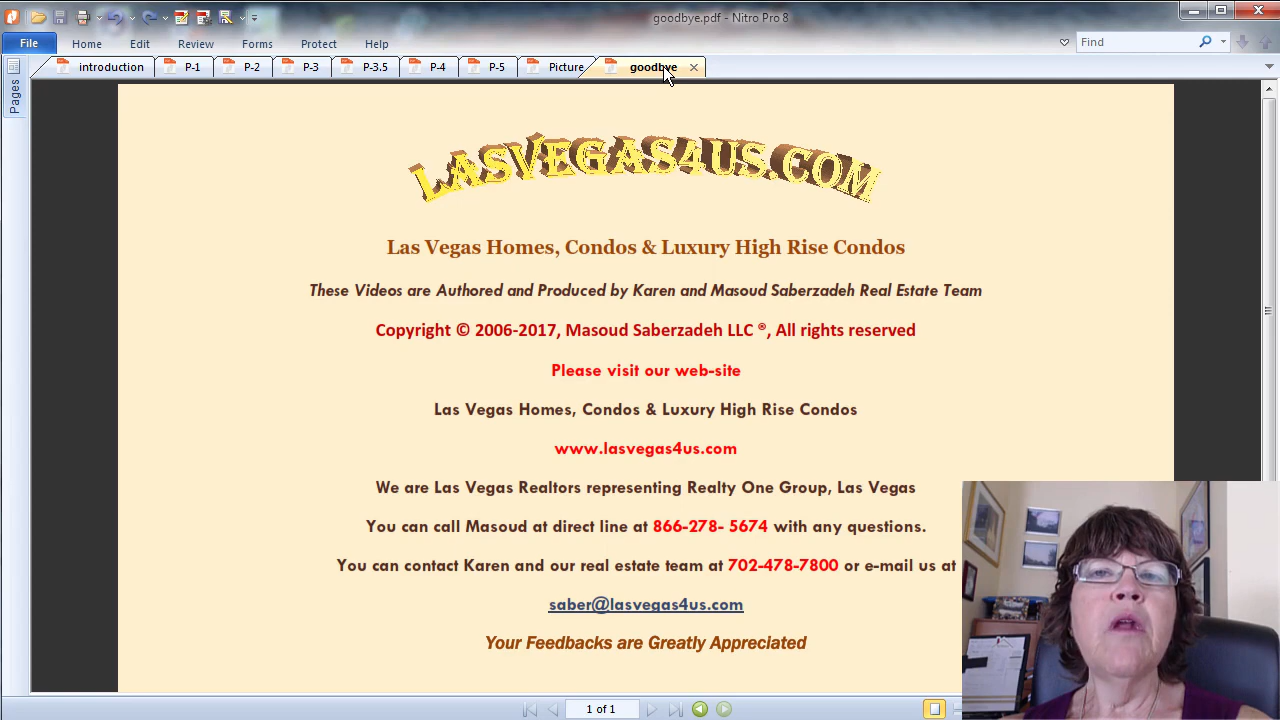 goodbye.pdf - Nitro Pro 8
File Home Edit Review Forms Protect Help Find
introduction P-1 P-2 P-3 P-3.5 P-4 P-5 Picture goodbye
Pages
LASVEGAS4US.COM
Las Vegas Homes, Condos & Luxury High Rise Condos
These Videos are Authored and Produced by Karen and Masoud Saberzadeh Real Estate Team
Copyright © 2006-2017, Masoud Saberzadeh LLC ®, All rights reserved
Please visit our web-site
Las Vegas Homes, Condos & Luxury High Rise Condos
www.lasvegas4us.com
We are Las Vegas Realtors representing Realty One Group, Las Vegas
You can call Masoud at direct line at 866-278- 5674 with any questions.
You can contact Karen and our real estate team at 702-478-7800 or e-mail us at
saber@lasvegas4us.com
Your Feedbacks are Greatly Appreciated
1 of 1